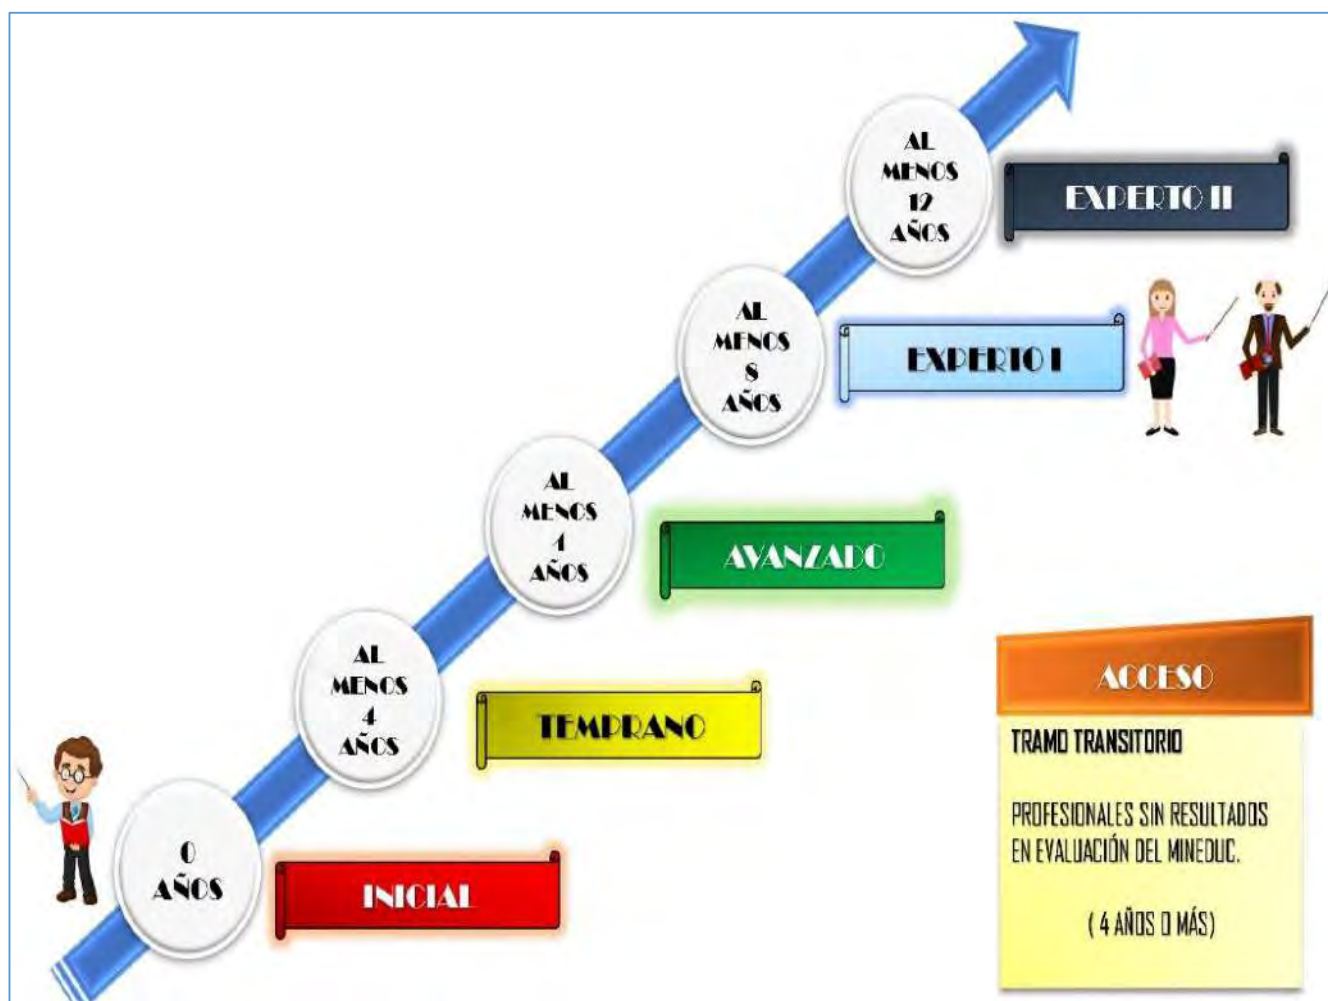 AL
MENOS
12
AÑOS
EXPERTO II
AL
MENOS
8
AÑOS
EXPERTO I
AL
MENOS
4
AÑOS
AVANZADO
AL
MENOS
4
AÑOS
TEMPRANO
0
AÑOS
INICIAL
ACCESO
TRAMO TRANSITORIO
PROFESIONALES SIN RESULTADOS
EN EVALUACIÓN DEL MINEDUC.
( 4 AÑOS O MÁS)